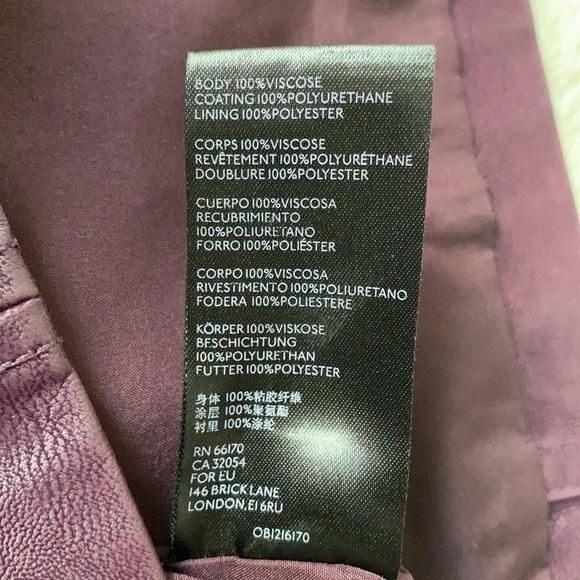 BODY 100%VISCOSE
COATING 100%POLYURETHANE
LINING 100%POLYESTER
CORPS 100%VISCOSE
REVÊTEMENT 100%POLYURÉTHANE
DOUBLURE 100%POLYESTER
CUERPO 100%VISCOSA
RECUBRIMIENTO
100%POLIURETANO
FORRO 100%POLIÉSTER
CORPO 100%VISCOSA
RIVESTIMENTO 100%POLIURETANO
FODERA 100%POLIESTERE
KÖRPER 100%VISKOSE
BESCHICHTUNG
100%POLYURETHAN
FUTTER 100%POLYESTER
身体 100%粘胶纤维
涂层 100%聚氨酯
衬里 100%涤纶
RN 66170
CA 32054
FOR EU
146 BRICK LANE
LONDON, E1 6RU
OB1216170